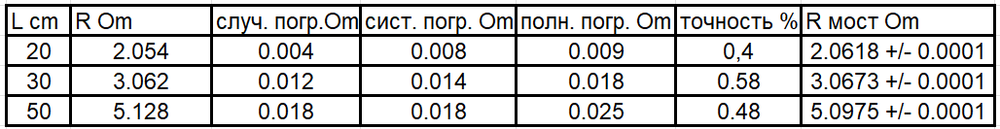 L cm R Om случ. погр.Om сист. погр. Om полн. погр. Om точность % R мост Om
20 2.054 0.004 0.008 0.009 0,4 2.0618 +/- 0.0001
30 3.062 0.012 0.014 0.018 0.58 3.0673 +/- 0.0001
50 5.128 0.018 0.018 0.025 0.48 5.0975 +/- 0.0001